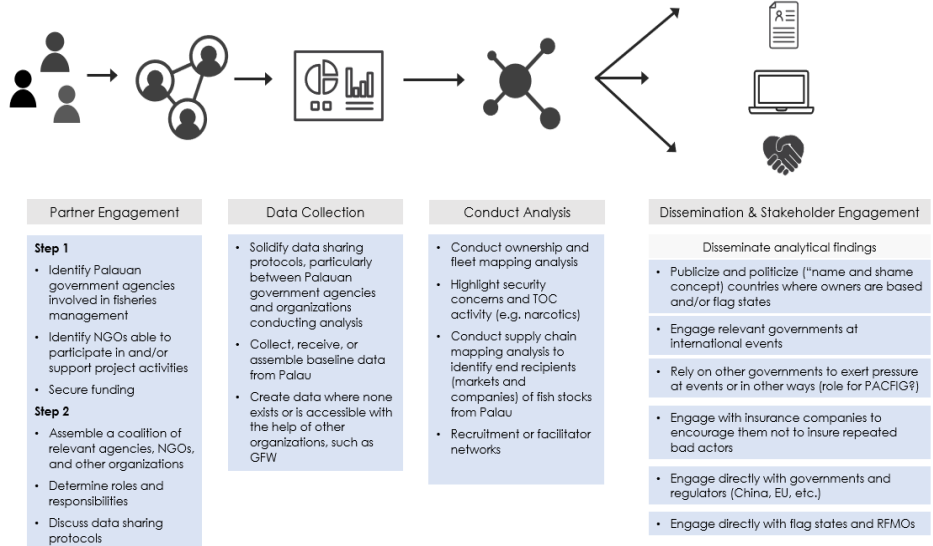 Partner Engagement
Step 1
• Identify Palauan
government agencies
involved in fisheries
management
• Identify NGOs able to
participate in and/or
support project activities
• Secure funding
Step 2
• Assemble a coalition of
relevant agencies, NGOs,
and other organizations
• Determine roles and
responsibilities
• Discuss data sharing
protocols
Data Collection
• Solidify data sharing
protocols, particularly
between Palauan
government agencies
and organizations
conducting analysis
• Collect, receive, or
assemble baseline data
from Palau
• Create data where none
exists or is accessible with
the help of other
organizations, such as
GFW
Conduct Analysis
• Conduct ownership and
fleet mapping analysis
• Highlight security
concerns and TOC
activity (e.g. narcotics)
• Conduct supply chain
mapping analysis to
identify end recipients
(markets and
companies) of fish stocks
from Palau
• Recruitment or facilitator
networks
Dissemination & Stakeholder Engagement
Disseminate analytical findings
• Publicize and politicize (“name and shame
concept) countries where owners are based
and/or flag states
• Engage relevant governments at
international events
• Rely on other governments to exert pressure
at events or in other ways (role for PACFIG?)
• Engage with insurance companies to
encourage them not to insure repeated
bad actors
• Engage directly with governments and
regulators (China, EU, etc.)
• Engage directly with flag states and RFMOs